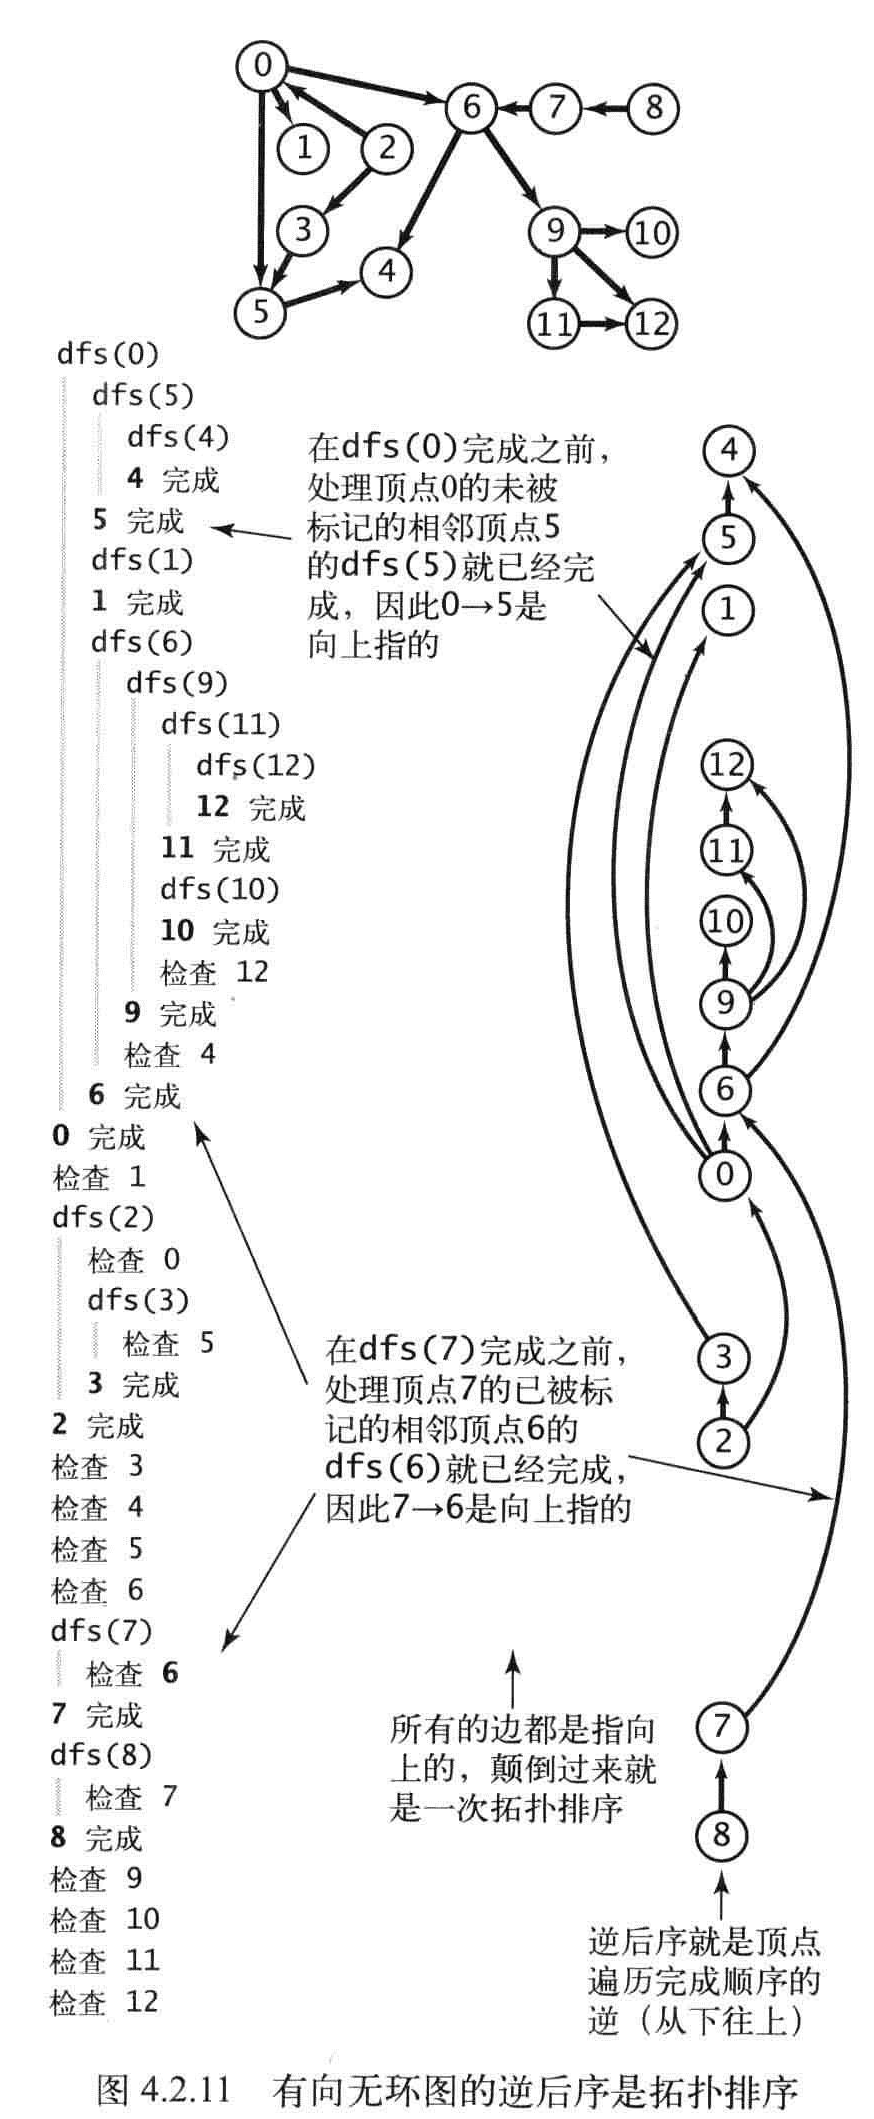 0
6
7
8
1
2
3
9
10
4
5
11
12
dfs(0)
dfs(5)
dfs(4)
4 完成
5 完成
dfs(1)
1 完成
dfs(6)
dfs(9)
dfs(11)
dfs(12)
12 完成
11 完成
dfs(10)
10 完成
检查 12
9 完成
检查 4
6 完成
0 完成
检查 1
dfs(2)
检查 0
dfs(3)
检查 5
3 完成
2 完成
检查 3
检查 4
检查 5
检查 6
dfs(7)
检查 6
7 完成
dfs(8)
检查 7
8 完成
检查 9
检查 10
检查 11
检查 12
在dfs(0)完成之前，
处理顶点0的未被
标记的相邻顶点5
的dfs(5)就已经完
成，因此0→5是
向上指的
在dfs(7)完成之前，
处理顶点7的已被标
记的相邻顶点6的
dfs(6)就已经完成，
因此7→6是向上指的
所有的边都是指向
上的，颠倒过来就
是一次拓扑排序
4
5
1
12
11
10
9
6
0
3
2
7
8
逆后序就是顶点
遍历完成顺序的
逆（从下往上）
图 4.2.11 有向无环图的逆后序是拓扑排序